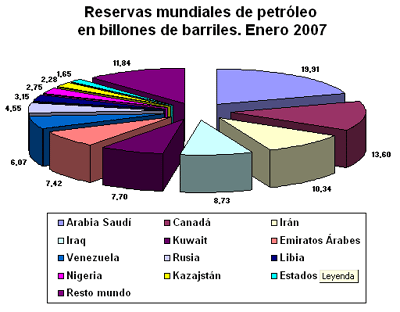 Reservas mundiales de petróleo
en billones de barriles. Enero 2007
11,84
19,91
1,65
2,28
2,75
3,15
4,55
6,07
7,42
7,70
8,73
10,34
13,60
Arabia Saudí Canadá Irán
Iraq Kuwait Emiratos Árabes
Venezuela Rusia Libia
Nigeria Kazajstán Estados Leyenda
Resto mundo